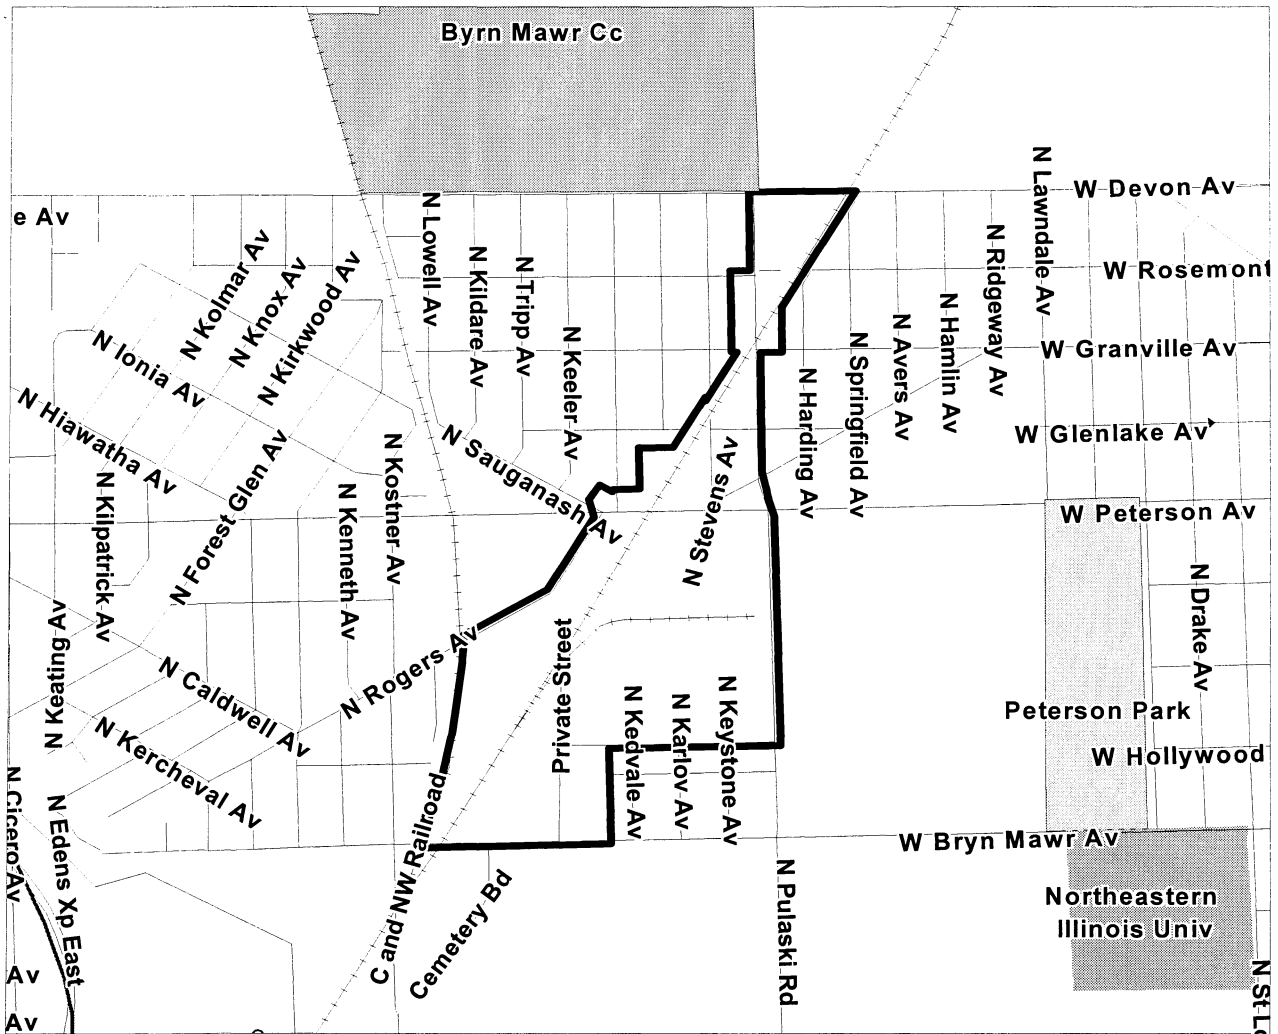 Byrn Mawr Cc
W Devon Av
e Av
N Lawndale Av
N Lowell Av
N Kolmar Av
N Knox Av
N Kirkwood Av
N Kildare Av
N Tripp Av
N Ridgeway Av
W Rosemont
N Ionia Av
N Keeler Av
N Springfield Av
N Avers Av
N Hamlin Av
W Granville Av
N Hiawatha Av
N Sauganash Av
N Harding Av
W Glenlake Av
N Forest Glen Av
N Kostner Av
N Stevens Av
N Kilpatrick Av
N Kenneth Av
W Peterson Av
N Drake Av
N Keating Av
N Rogers Av
Private Street
N Caldwell Av
N Kedvale Av
N Karlov Av
N Keystone Av
Peterson Park
N Kercheval Av
W Hollywood
N Cicero Av
N Edens Xp East
C and NW Railroad
W Bryn Mawr Av
Cemetery Bd
N Pulaski Rd
Northeastern
Illinois Univ
Av
N St Lo
Av